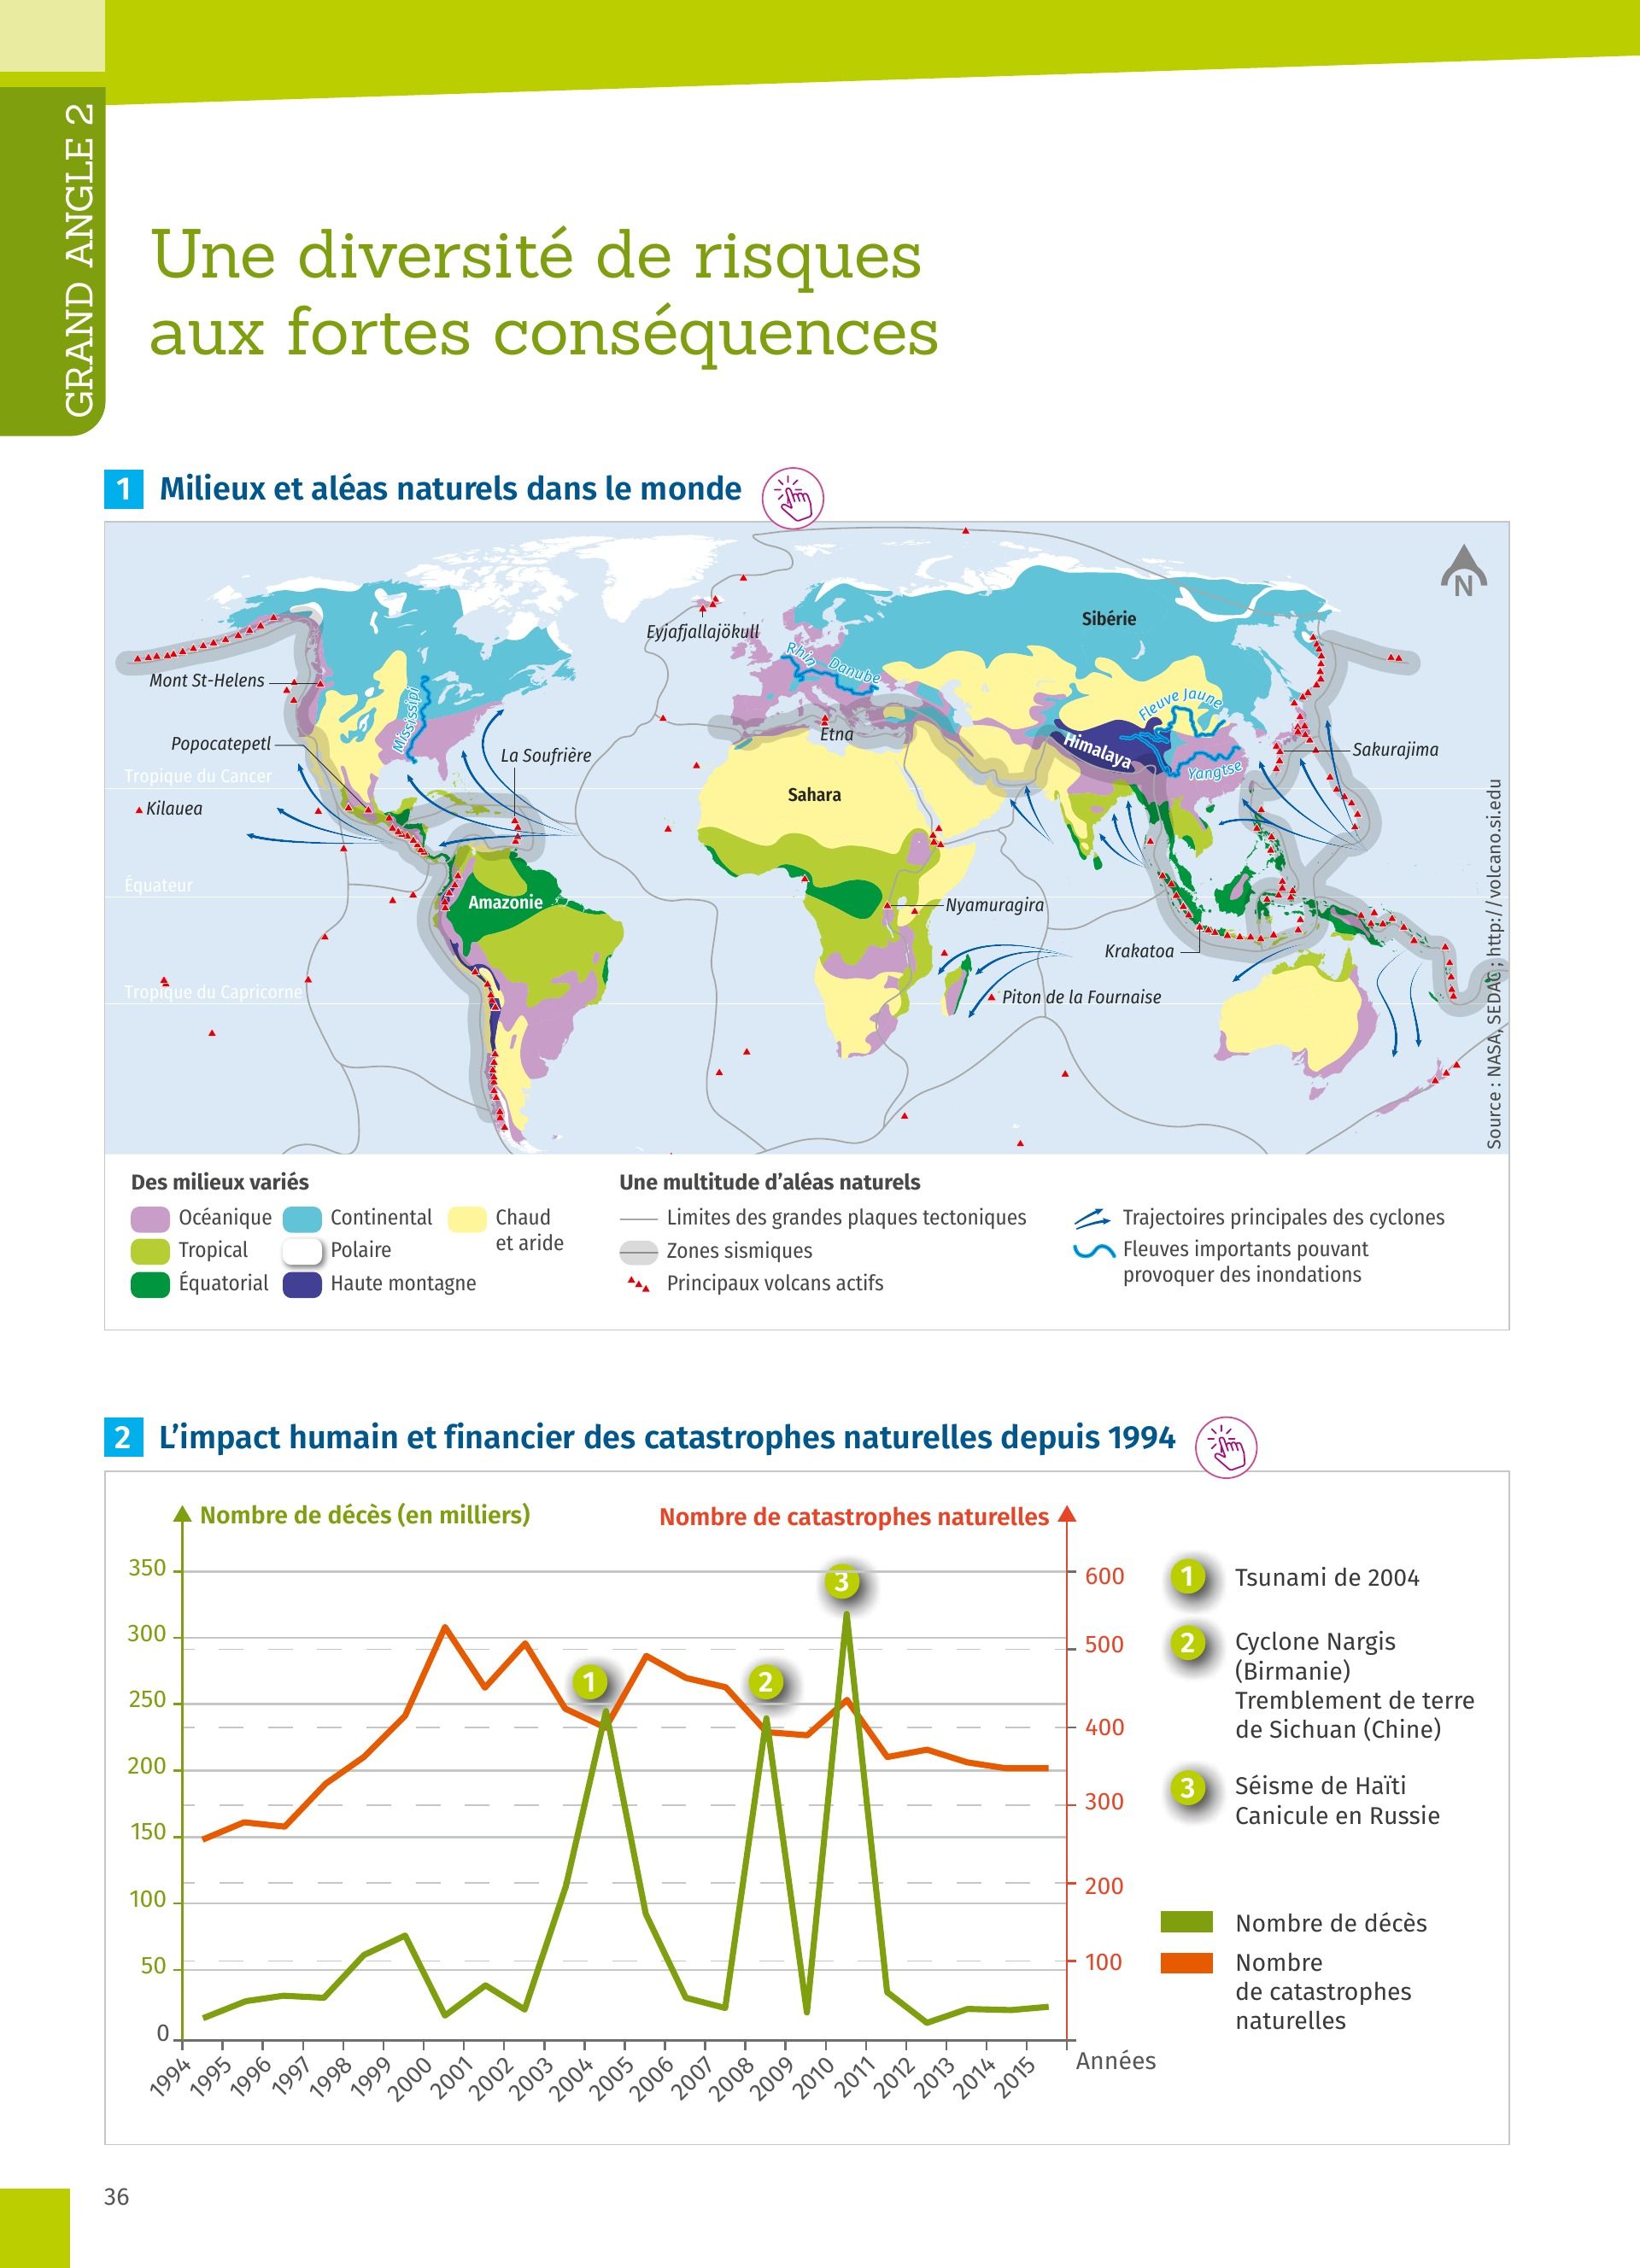 GRAND ANGLE 2
Une diversité de risques
aux fortes conséquences
1 Milieux et aléas naturels dans le monde
N
Sibérie
Eyjafjallajökull
Rhin
Danube
Mont St-Helens
Mississipi
Fleuve Jaune
Popocatepetl
La Soufrière
Etna
Himalaya
Sakurajima
Yangtse
Tropique du Cancer
Sahara
Kilauea
Équateur
Amazonie
Nyamuragira
Krakatoa
Tropique du Capricorne
Piton de la Fournaise
Source : NASA, SEDAC ; http://volcano.si.edu
Des milieux variés
Océanique
Continental
Chaud
et aride
Tropical
Polaire
Équatorial
Haute montagne
Une multitude d'aléas naturels
Limites des grandes plaques tectoniques
Zones sismiques
Principaux volcans actifs
Trajectoires principales des cyclones
Fleuves importants pouvant
provoquer des inondations
2 L'impact humain et financier des catastrophes naturelles depuis 1994
Nombre de décès (en milliers)
Nombre de catastrophes naturelles
350
300
250
200
150
100
50
0
600
500
400
300
200
100
1
2
3
1994
1995
1996
1997
1998
1999
2000
2001
2002
2003
2004
2005
2006
2007
2008
2009
2010
2011
2012
2013
2014
2015
Années
1 Tsunami de 2004
2 Cyclone Nargis
(Birmanie)
Tremblement de terre
de Sichuan (Chine)
3 Séisme de Haïti
Canicule en Russie
Nombre de décès
Nombre
de catastrophes
naturelles
36